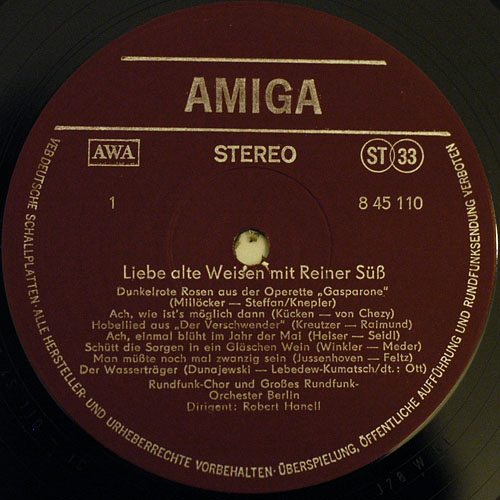 AMIGA
AWA
STEREO
ST 33
1
8 45 110
Liebe alte Weisen mit Reiner Süß
Dunkelrote Rosen aus der Operette „Gasparone“
(Millöcker — Steffan/Knepler)
Ach, wie ist's möglich dann (Kücken — von Chezy)
Hobellied aus „Der Verschwender“ (Kreutzer — Raimund)
Ach, einmal blüht im Jahr der Mai (Helser — Seidl)
Schütt die Sorgen in ein Gläschen Wein (Winkler — Meder)
Man müßte noch mal zwanzig sein (Jussenhoven — Feltz)
Der Wasserträger (Dunajewski — Lebedew-Kumatsch/dt.: Ott)
Rundfunk-Chor und Großes Rundfunk-
Orchester Berlin
Dirigent: Robert Hanell
VEB DEUTSCHE SCHALLPLATTEN · ALLE HERSTELLER- UND URHEBERRECHTE VORBEHALTEN · ÜBERSPIELUNG, ÖFFENTLICHE AUFFÜHRUNG UND RUNDFUNKSENDUNG VERBOTEN